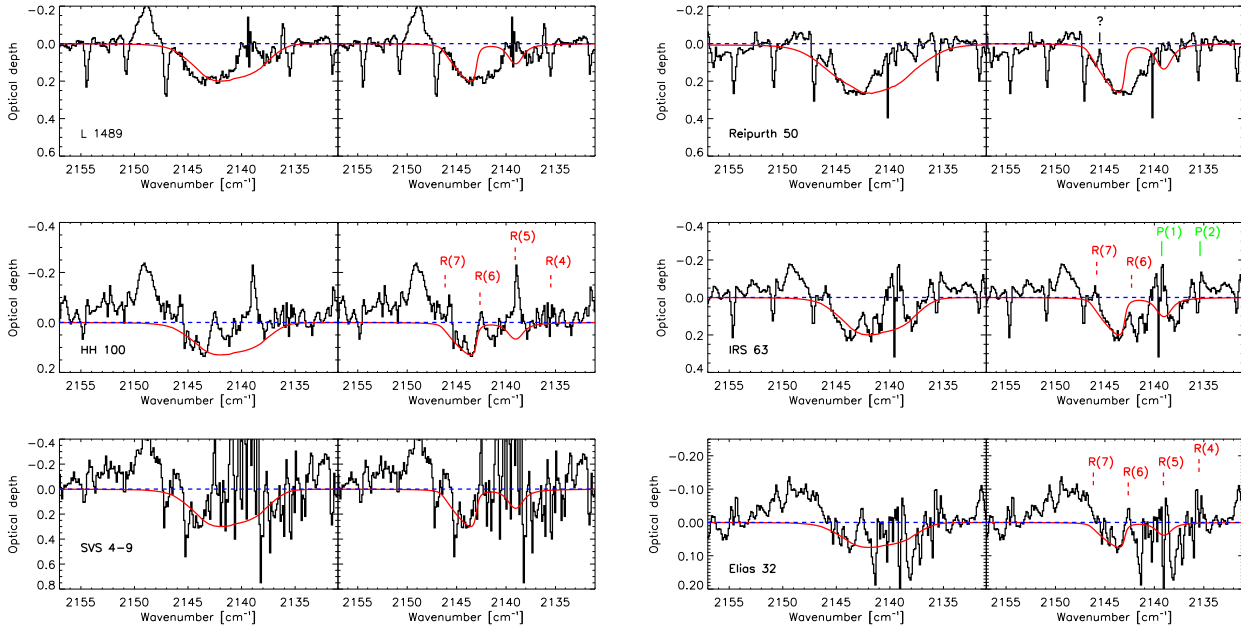 -0.2
0.0
0.2
0.4
0.6
Optical depth
L 1489
2155 2150 2145 2140 2135
2155 2150 2145 2140 2135
Wavenumber [cm⁻¹]
Wavenumber [cm⁻¹]
-0.2
0.0
0.2
0.4
0.6
Optical depth
Reipurth 50
?
2155 2150 2145 2140 2135
2155 2150 2145 2140 2135
Wavenumber [cm⁻¹]
Wavenumber [cm⁻¹]
-0.4
-0.2
0.0
0.2
Optical depth
HH 100
R(7)
R(6)
R(5)
R(4)
2155 2150 2145 2140 2135
2155 2150 2145 2140 2135
Wavenumber [cm⁻¹]
Wavenumber [cm⁻¹]
-0.4
-0.2
0.0
0.2
0.4
Optical depth
IRS 63
R(7)
R(6)
P(1)
P(2)
2155 2150 2145 2140 2135
2155 2150 2145 2140 2135
Wavenumber [cm⁻¹]
Wavenumber [cm⁻¹]
-0.4
-0.2
0.0
0.2
0.4
0.6
0.8
Optical depth
SVS 4-9
2155 2150 2145 2140 2135
2155 2150 2145 2140 2135
Wavenumber [cm⁻¹]
Wavenumber [cm⁻¹]
-0.20
-0.10
0.00
0.10
0.20
Optical depth
Elias 32
R(7)
R(6)
R(5)
R(4)
2155 2150 2145 2140 2135
2155 2150 2145 2140 2135
Wavenumber [cm⁻¹]
Wavenumber [cm⁻¹]